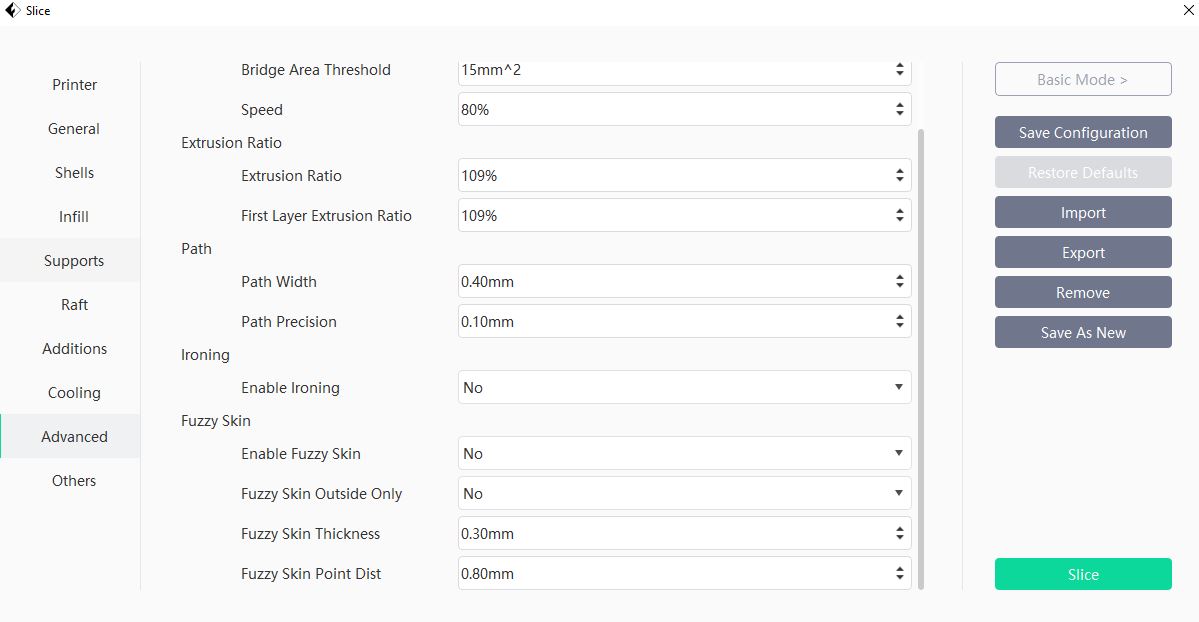 Slice
Printer
General
Shells
Infill
Supports
Raft
Additions
Cooling
Advanced
Others
Bridge Area Threshold 15mm^2
Speed 80%
Extrusion Ratio
Extrusion Ratio 109%
First Layer Extrusion Ratio 109%
Path
Path Width 0.40mm
Path Precision 0.10mm
Ironing
Enable Ironing No
Fuzzy Skin
Enable Fuzzy Skin No
Fuzzy Skin Outside Only No
Fuzzy Skin Thickness 0.30mm
Fuzzy Skin Point Dist 0.80mm
Basic Mode >
Save Configuration
Restore Defaults
Import
Export
Remove
Save As New
Slice